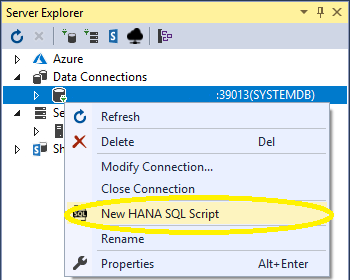 Server Explorer
Azure
Data Connections
:39013(SYSTEMDB)
Se
Sh
Refresh
Delete Del
Modify Connection...
Close Connection
SQL New HANA SQL Script
Rename
Properties Alt+Enter